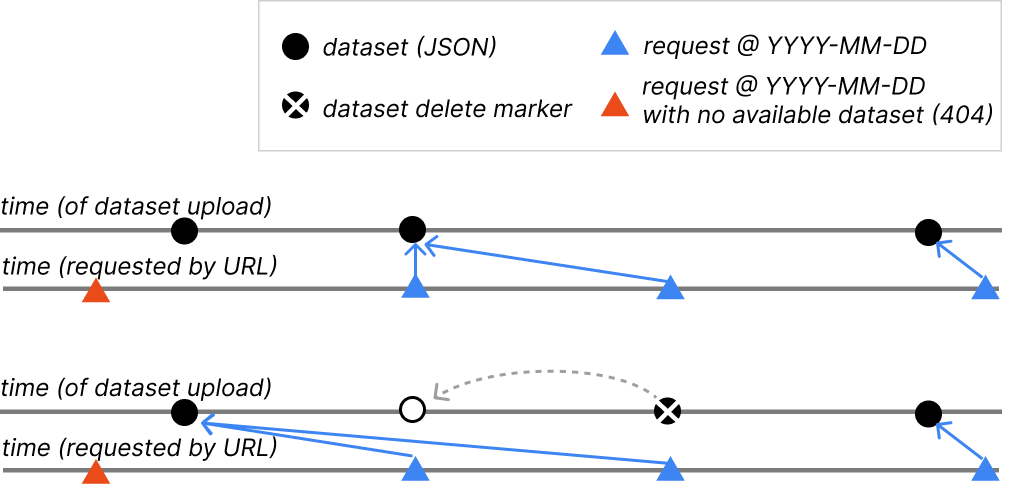 dataset (JSON)
request @ YYYY-MM-DD
dataset delete marker
request @ YYYY-MM-DD
with no available dataset (404)
time (of dataset upload)
time (requested by URL)
time (of dataset upload)
time (requested by URL)